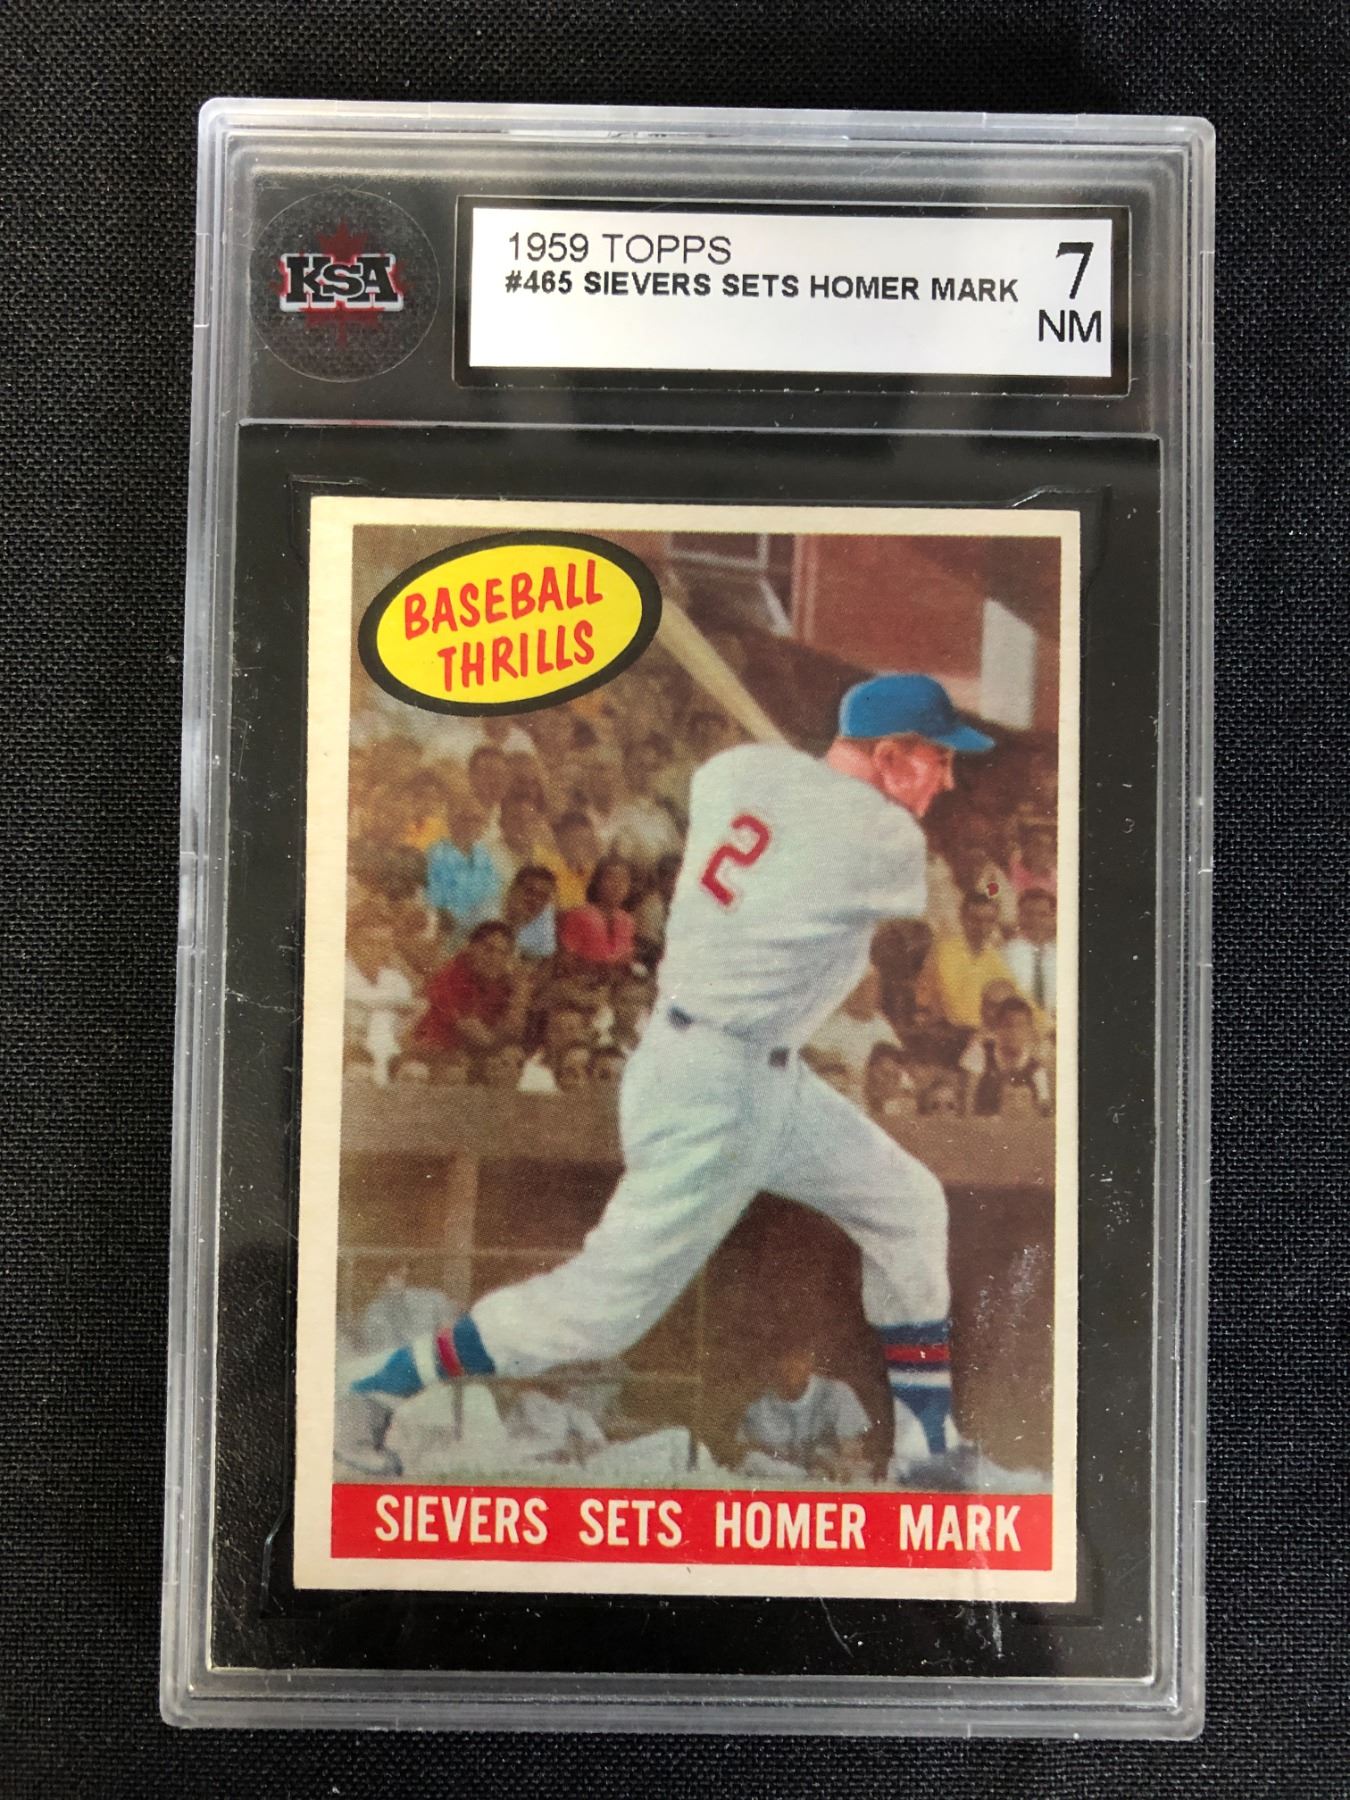 KSA
1959 TOPPS
#465 SIEVERS SETS HOMER MARK
7
NM
BASEBALL
THRILLS
2
SIEVERS SETS HOMER MARK